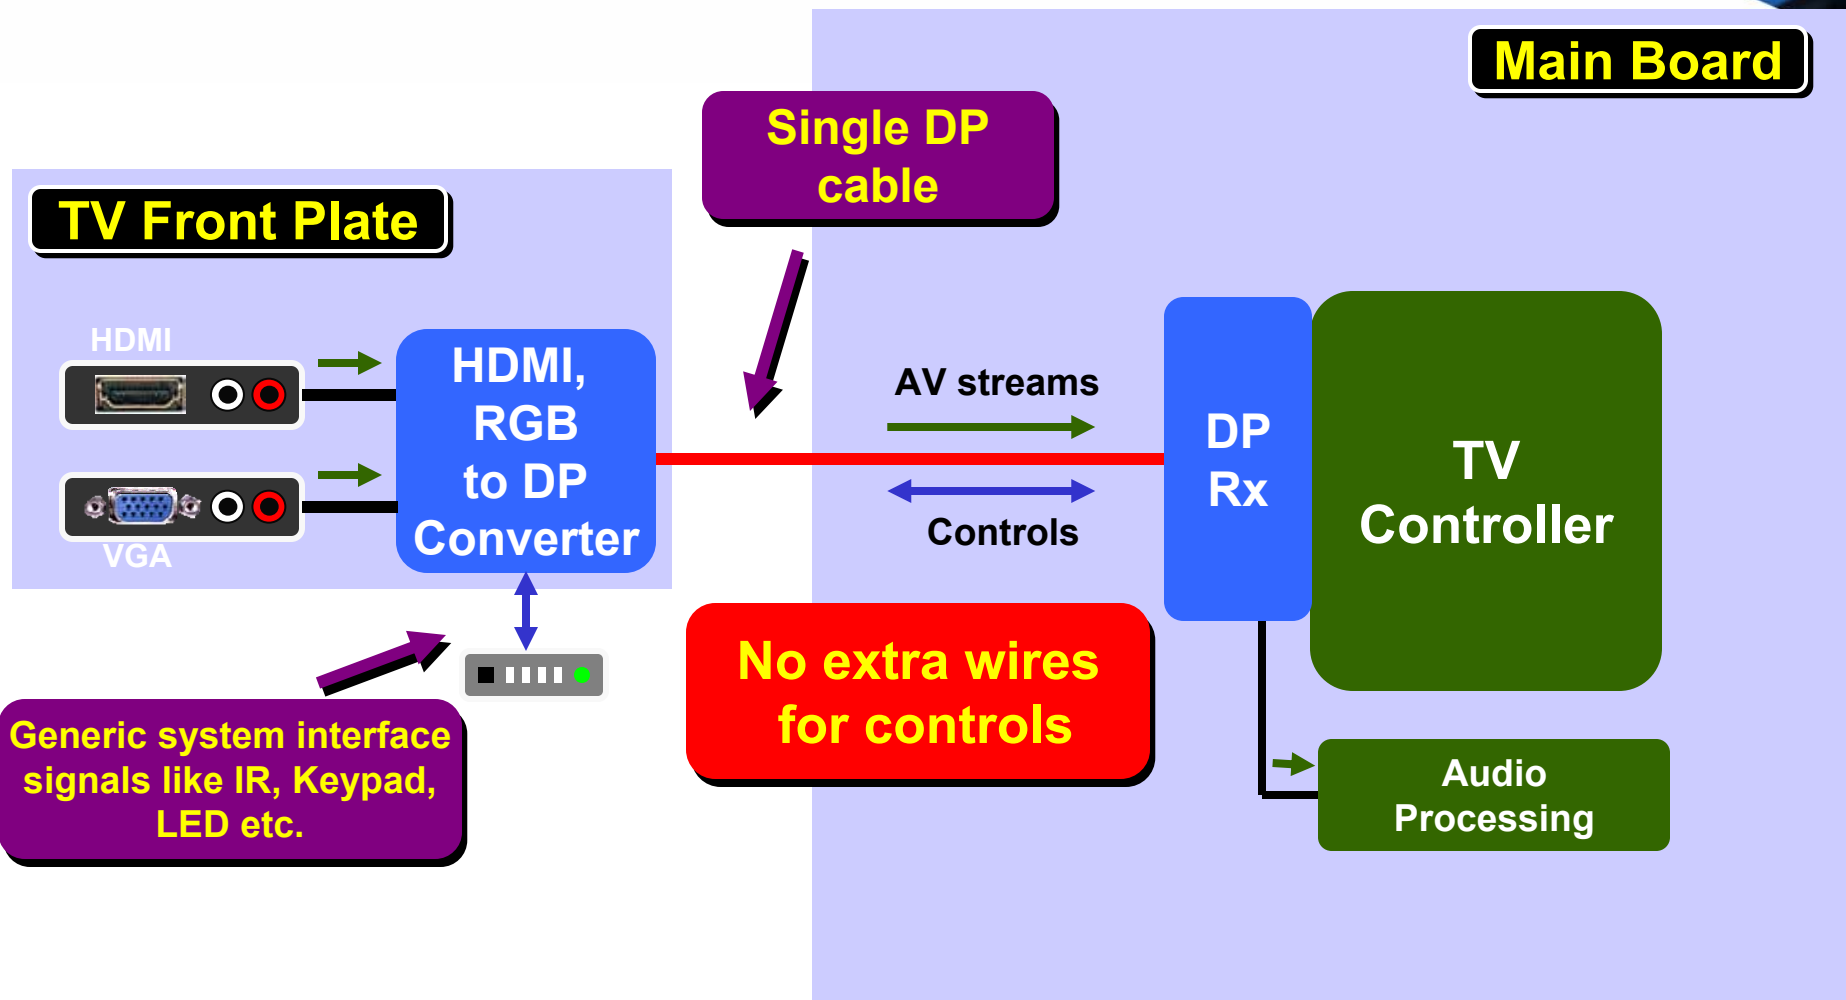 Main Board
Single DP
cable
TV Front Plate
HDMI
VGA
HDMI,
RGB
to DP
Converter
AV streams
Controls
DP
Rx
TV
Controller
No extra wires
for controls
Generic system interface
signals like IR, Keypad,
LED etc.
Audio
Processing